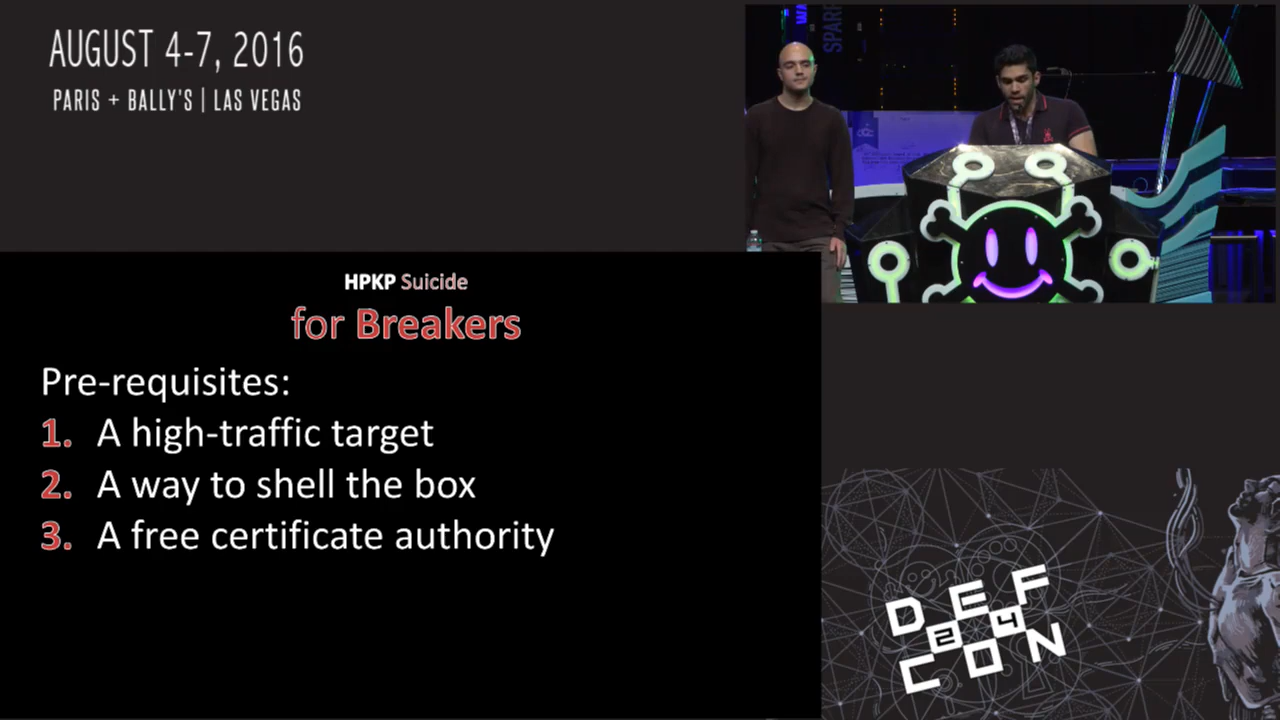 AUGUST 4-7, 2016
PARIS + BALLY'S | LAS VEGAS
HPKP Suicide
for Breakers
Pre-requisites:
1. A high-traffic target
2. A way to shell the box
3. A free certificate authority
DEF
24
CON